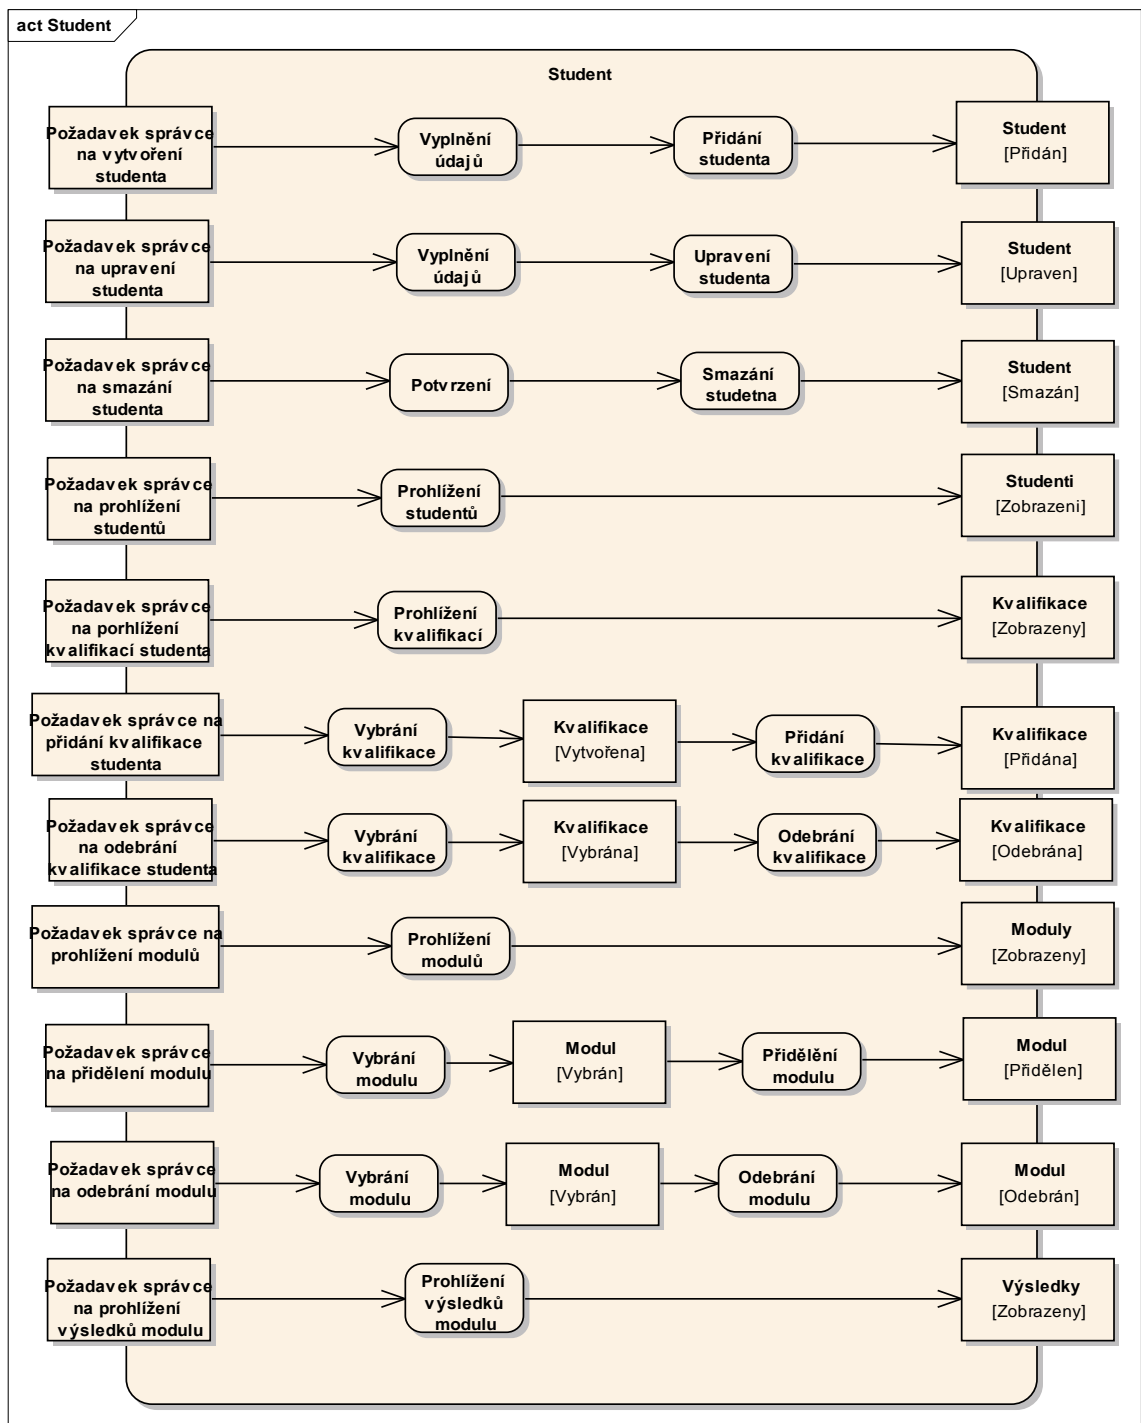 act Student
Student
Požadavek správce
na vytvoření
studenta
Vyplnění
údajů
Přidání
studenta
Student
[Přidán]
Požadavek správce
na upravení
studenta
Vyplnění
údajů
Upravení
studenta
Student
[Upraven]
Požadavek správce
na smazání
studenta
Potvrzení
Smazání
studetna
Student
[Smazán]
Požadavek správce
na prohlížení
studentů
Prohlížení
studentů
Studenti
[Zobrazeni]
Požadavek správce
na porhlížení
kvalifikací studenta
Prohlížení
kvalifikací
Kvalifikace
[Zobrazeny]
Požadavek správce na
přidání kvalifikace
studenta
Vybrání
kvalifikace
Kvalifikace
[Vytvořena]
Přidání
kvalifikace
Kvalifikace
[Přidána]
Požadavek správce
na odebrání
kvalifikace studenta
Vybrání
kvalifikace
Kvalifikace
[Vybrána]
Odebrání
kvalifikace
Kvalifikace
[Odebrána]
Požadavek správce na
prohlížení modulů
Prohlížení
modulů
Moduly
[Zobrazeny]
Požadavek správce
na přidělení modulu
Vybrání
modulu
Modul
[Vybrán]
Přidělění
modulu
Modul
[Přidělen]
Požadavek správce
na odebrání modulu
Vybrání
modulu
Modul
[Vybrán]
Odebrání
modulu
Modul
[Odebrán]
Požadavek správce
na prohlížení
výsledků modulu
Prohlížení
výsledků
modulu
Výsledky
[Zobrazeny]